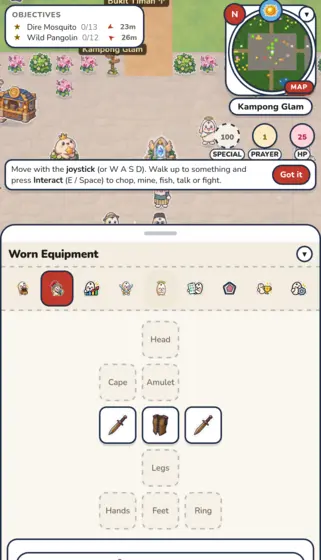 Bukit Timah
OBJECTIVES
★ Dire Mosquito 0/13 23m
★ Wild Pangolin 0/12 26m
Kampong Glam
N
MAP
Kampong Glam
100
1
25
SPECIAL
PRAYER
HP
Move with the joystick (or W A S D). Walk up to something and
press Interact (E / Space) to chop, mine, fish, talk or fight.
Got it
Worn Equipment
Head
Cape
Amulet
Legs
Hands
Feet
Ring